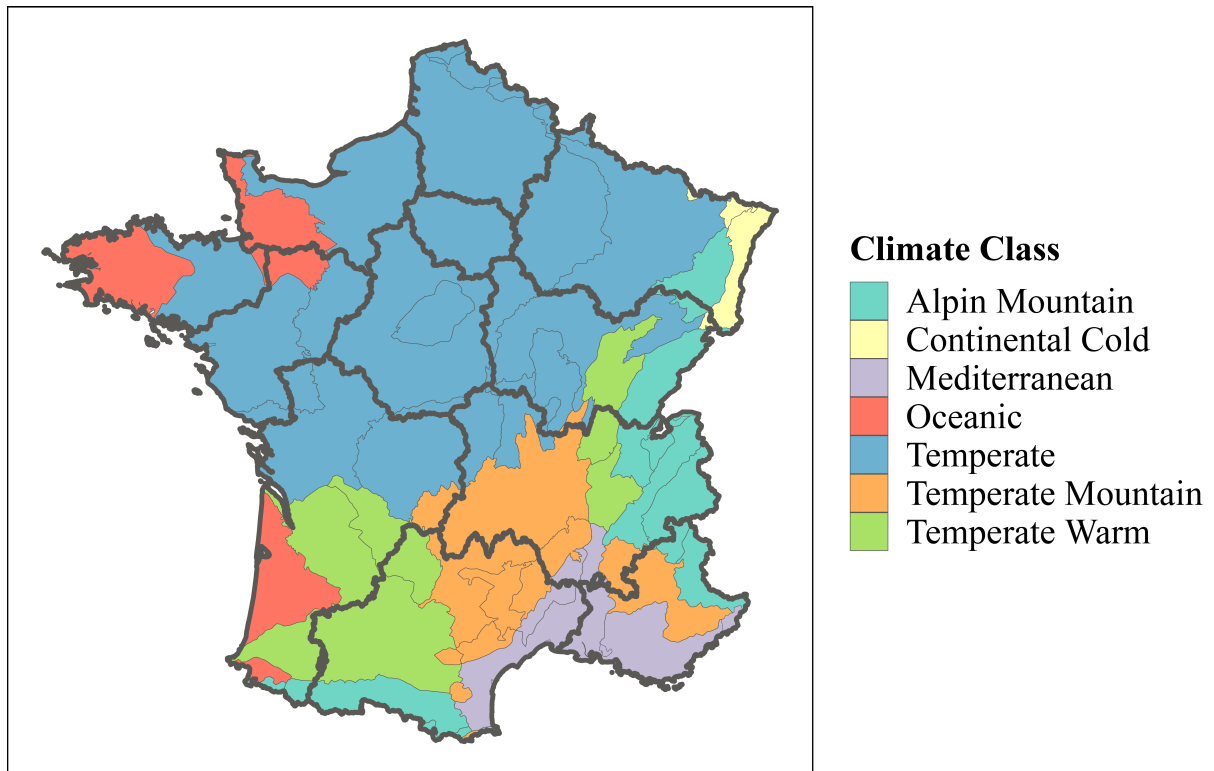 Climate Class
Alpin Mountain
Continental Cold
Mediterranean
Oceanic
Temperate
Temperate Mountain
Temperate Warm